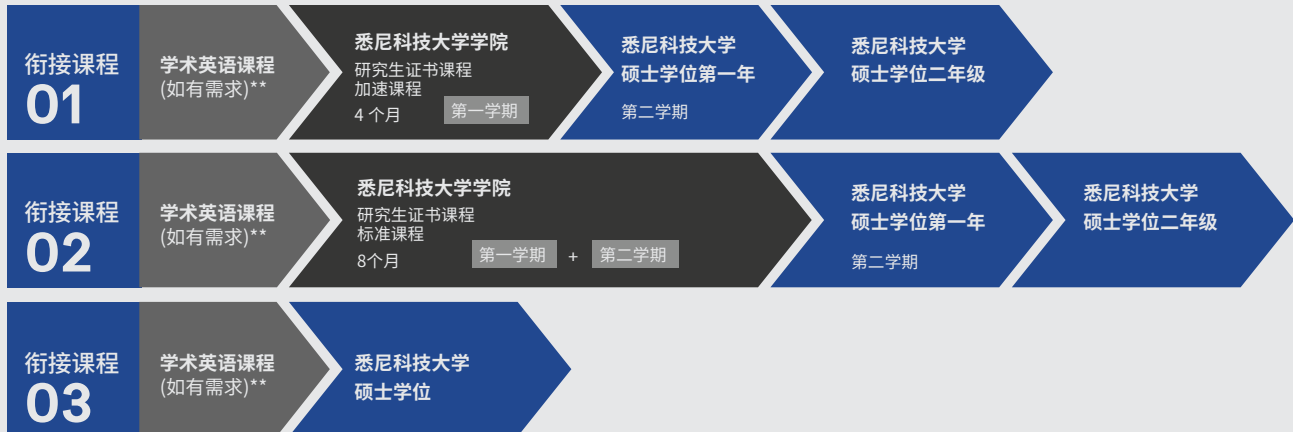 衔接课程
01
学术英语课程
(如有需求)**
悉尼科技大学学院
研究生证书课程
加速课程
4 个月
第一学期
悉尼科技大学
硕士学位第一年
第二学期
悉尼科技大学
硕士学位二年级
衔接课程
02
学术英语课程
(如有需求)**
悉尼科技大学学院
研究生证书课程
标准课程
8个月
第一学期 + 第二学期
悉尼科技大学
硕士学位第一年
第二学期
悉尼科技大学
硕士学位二年级
衔接课程
03
学术英语课程
(如有需求)**
悉尼科技大学
硕士学位